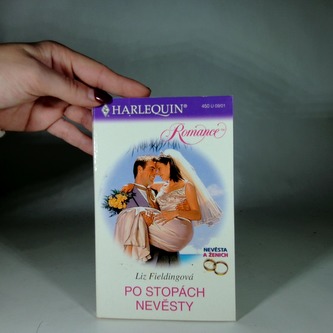 HARLEQUIN®
Romance
NEVĚSTA
A ŽENICH
Liz Fieldingová
PO STOPÁCH
NEVĚSTY